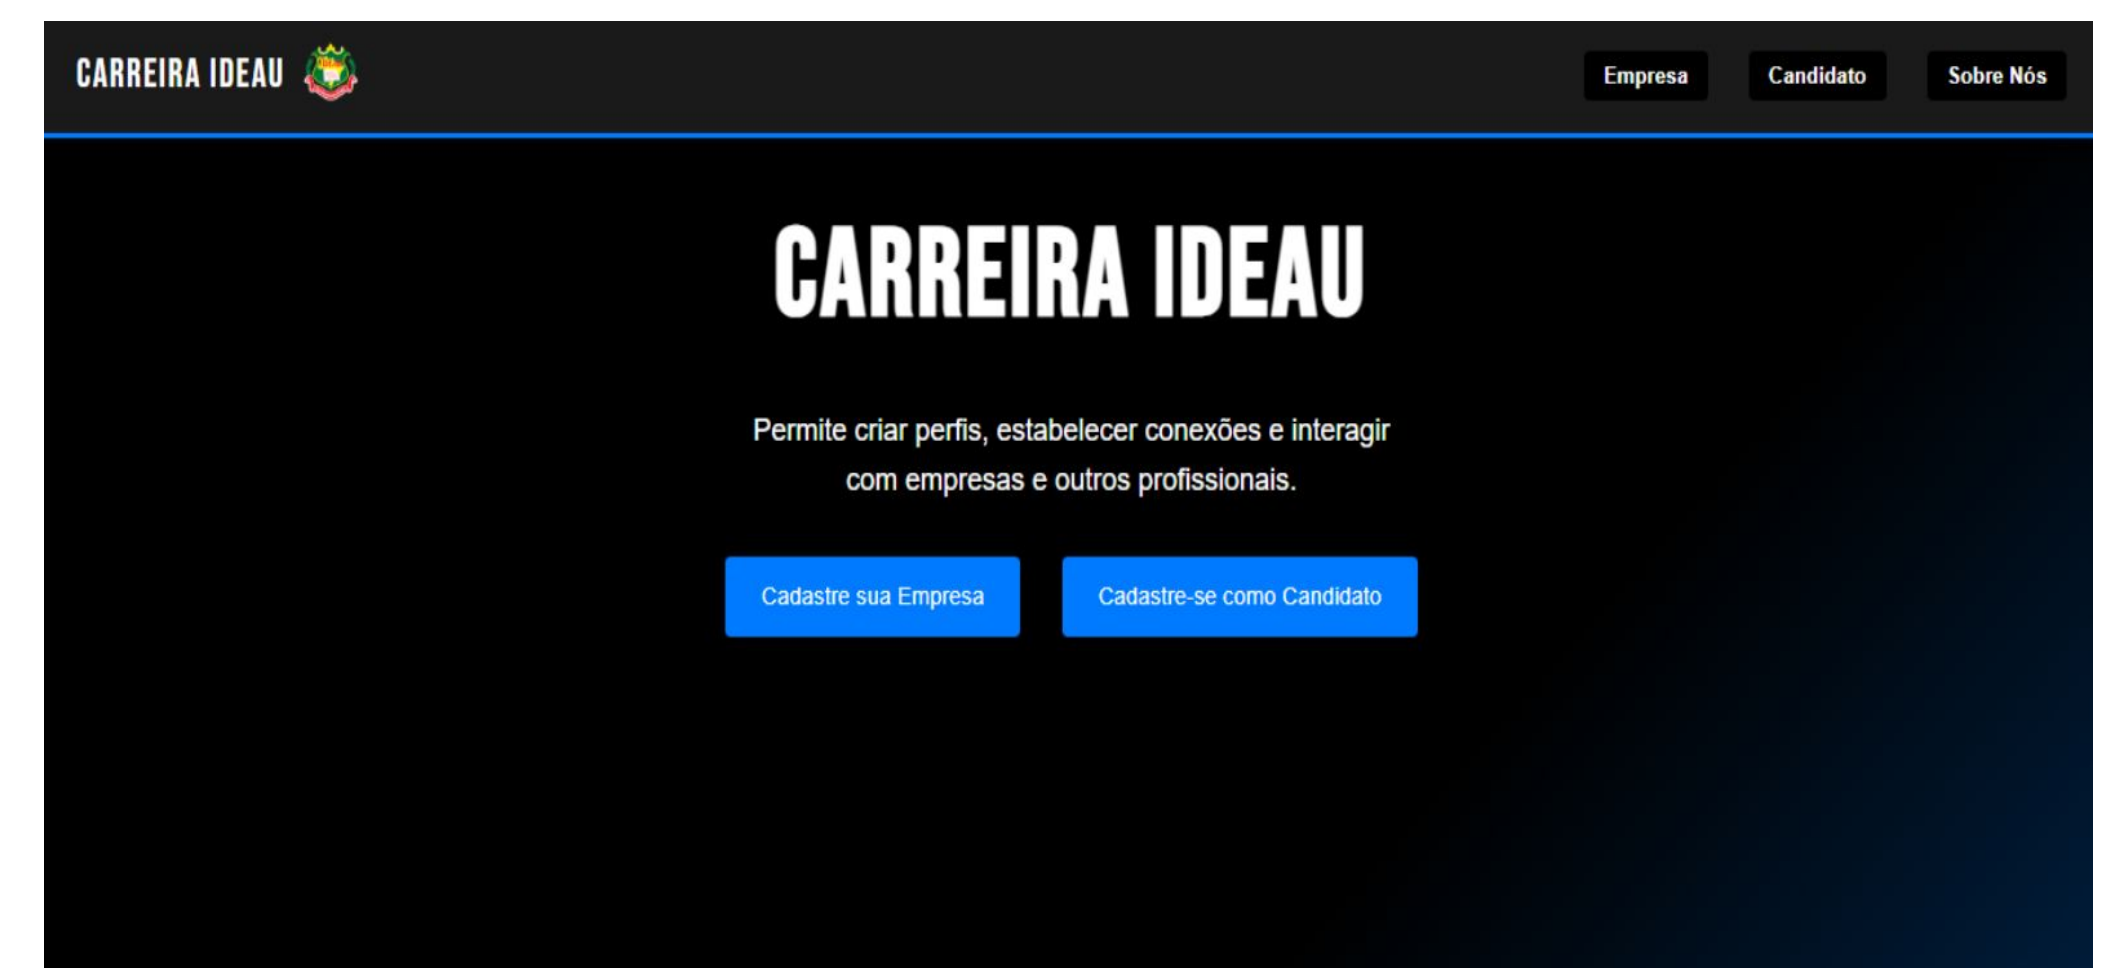 CARREIRA IDEAU
Empresa
Candidato
Sobre Nós
CARREIRA IDEAU
Permite criar perfis, estabelecer conexões e interagir
com empresas e outros profissionais.
Cadastre sua Empresa
Cadastre-se como Candidato